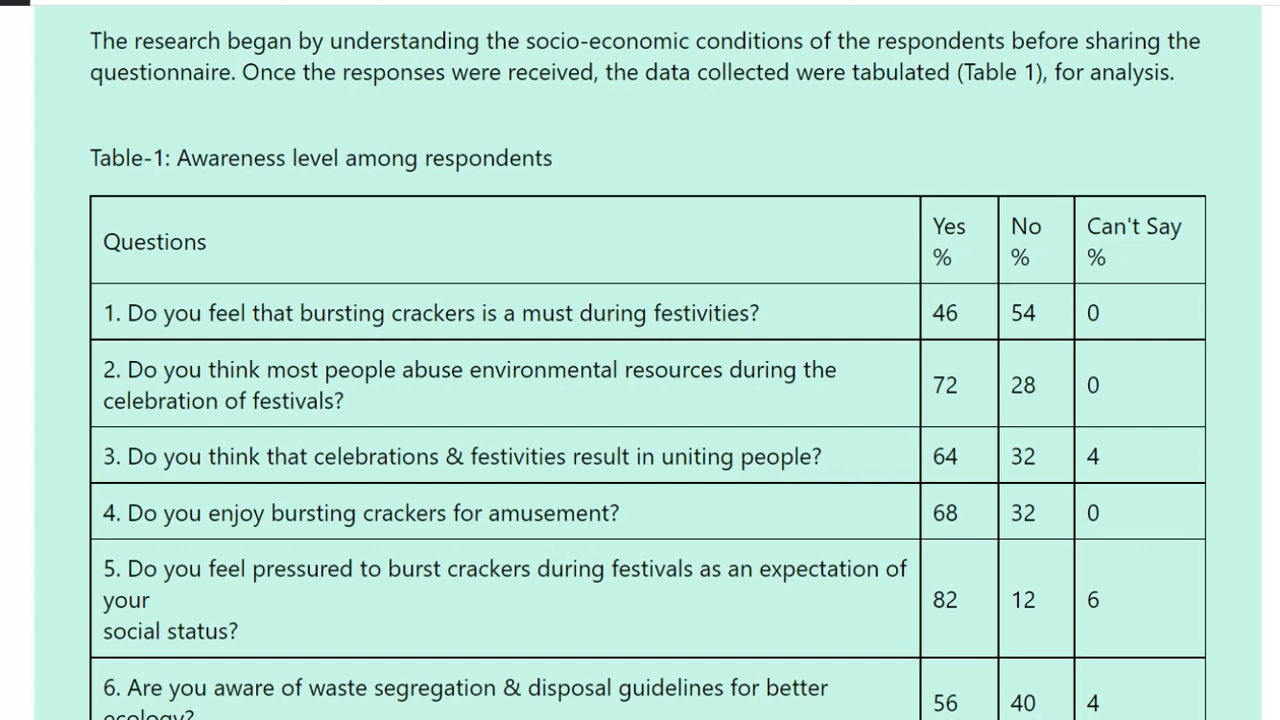 The research began by understanding the socio-economic conditions of the respondents before sharing the
questionnaire. Once the responses were received, the data collected were tabulated (Table 1), for analysis.
Table-1: Awareness level among respondents
Questions Yes % No % Can't Say %
1. Do you feel that bursting crackers is a must during festivities? 46 54 0
2. Do you think most people abuse environmental resources during the
celebration of festivals? 72 28 0
3. Do you think that celebrations & festivities result in uniting people? 64 32 4
4. Do you enjoy bursting crackers for amusement? 68 32 0
5. Do you feel pressured to burst crackers during festivals as an expectation of
your
social status? 82 12 6
6. Are you aware of waste segregation & disposal guidelines for better
ecology? 56 40 4